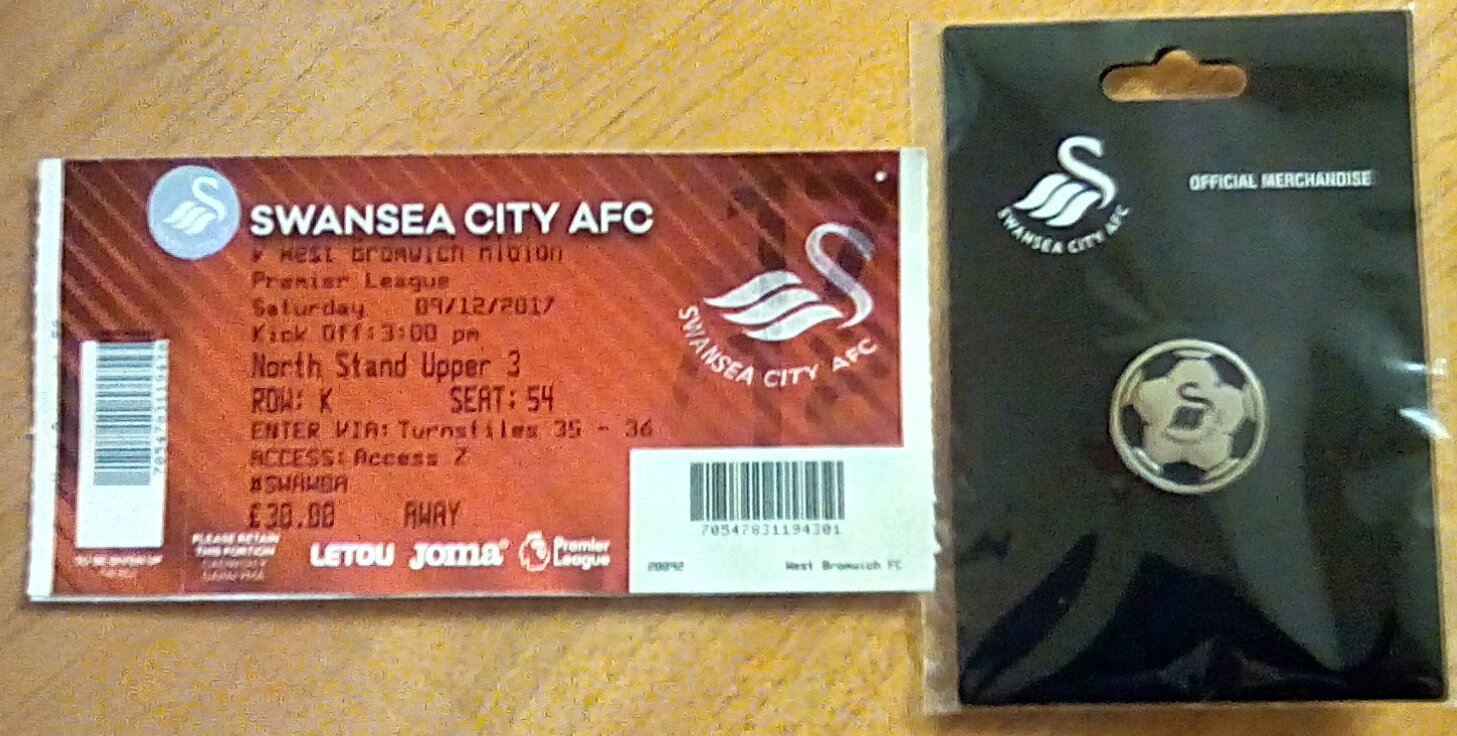 SWANSEA CITY AFC
v West Bromwich Albion
Premier League
Saturday 09/12/2017
Kick Off:3:00 pm
North Stand Upper 3
ROW: K SEAT: 54
ENTER VIA: Turnstiles 35 - 36
ACCESS: Access Z
#SWAWBA
£30.00 AWAY
PLEASE RETAIN
THIS PORTION
LETOU Joma Premier
League
SWANSEA CITY AFC
70547831194301
20092 West Bromwich FC
OFFICIAL MERCHANDISE
SWANSEA CITY AFC